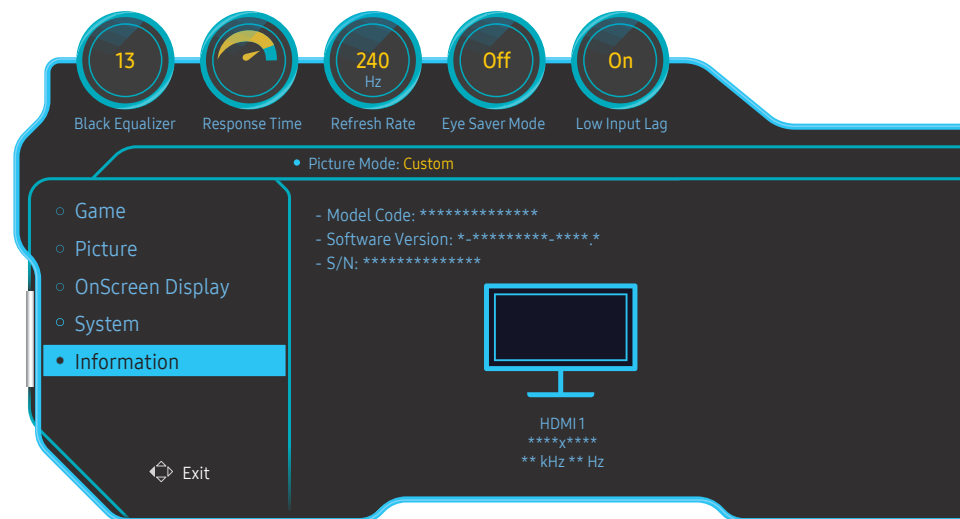 13
240
Hz
Off
On
Black Equalizer
Response Time
Refresh Rate
Eye Saver Mode
Low Input Lag
Picture Mode: Custom
Game
Picture
OnScreen Display
System
Information
Exit
- Model Code: **************
- Software Version: *-*********-****.*
- S/N: **************
HDMI 1
****x****
** kHz ** Hz